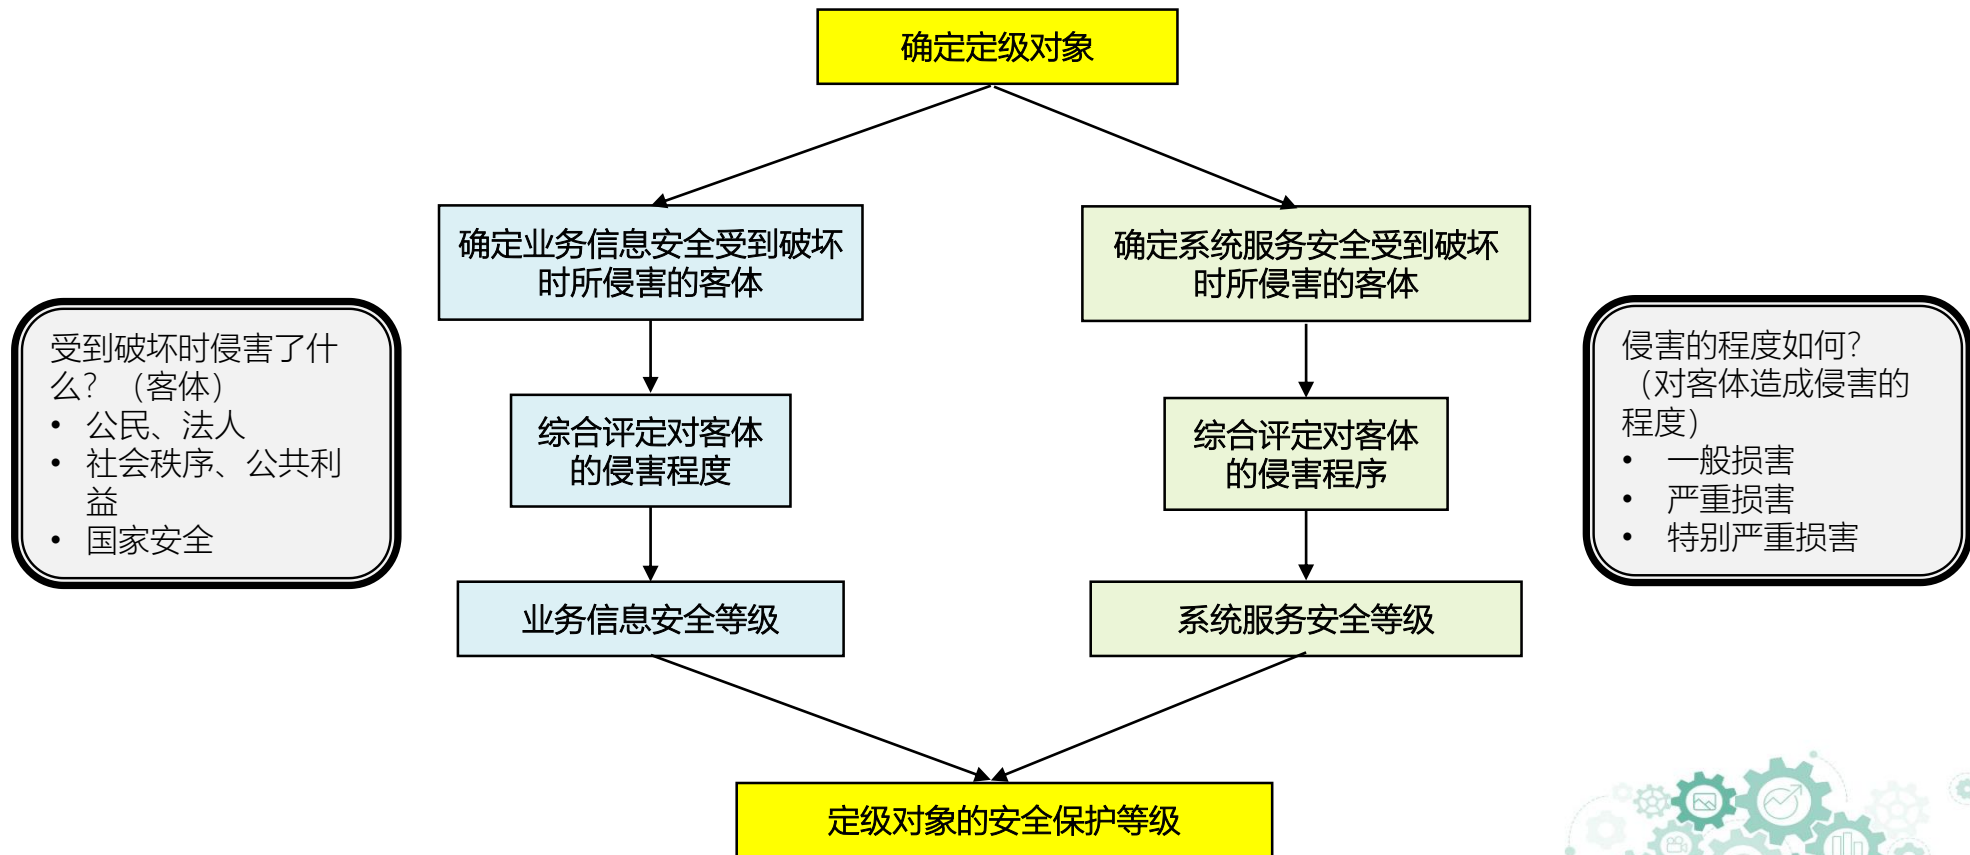 确定定级对象
确定业务信息安全受到破坏
时所侵害的客体
确定系统服务安全受到破坏
时所侵害的客体
受到破坏时侵害了什
么？（客体）
• 公民、法人
• 社会秩序、公共利
益
• 国家安全
侵害的程度如何？
（对客体造成侵害的
程度）
• 一般损害
• 严重损害
• 特别严重损害
综合评定对客体
的侵害程度
综合评定对客体
的侵害程序
业务信息安全等级
系统服务安全等级
定级对象的安全保护等级